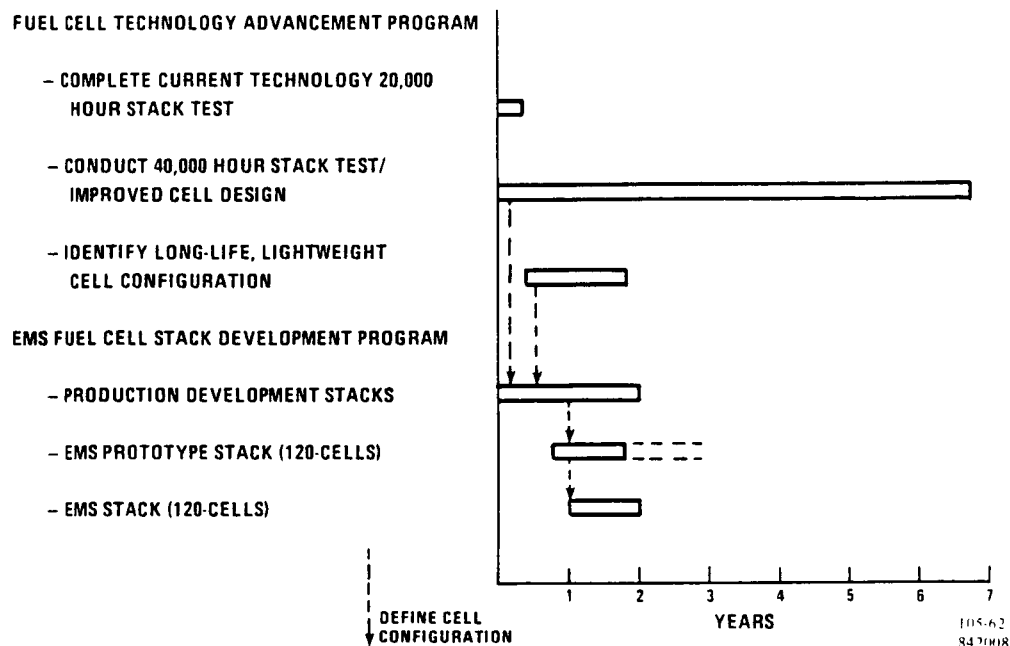 FUEL CELL TECHNOLOGY ADVANCEMENT PROGRAM
– COMPLETE CURRENT TECHNOLOGY 20,000
HOUR STACK TEST
– CONDUCT 40,000 HOUR STACK TEST/
IMPROVED CELL DESIGN
– IDENTIFY LONG-LIFE, LIGHTWEIGHT
CELL CONFIGURATION
EMS FUEL CELL STACK DEVELOPMENT PROGRAM
– PRODUCTION DEVELOPMENT STACKS
– EMS PROTOTYPE STACK (120-CELLS)
– EMS STACK (120-CELLS)
1 2 3 4 5 6 7
YEARS
DEFINE CELL
CONFIGURATION
105-62
842008